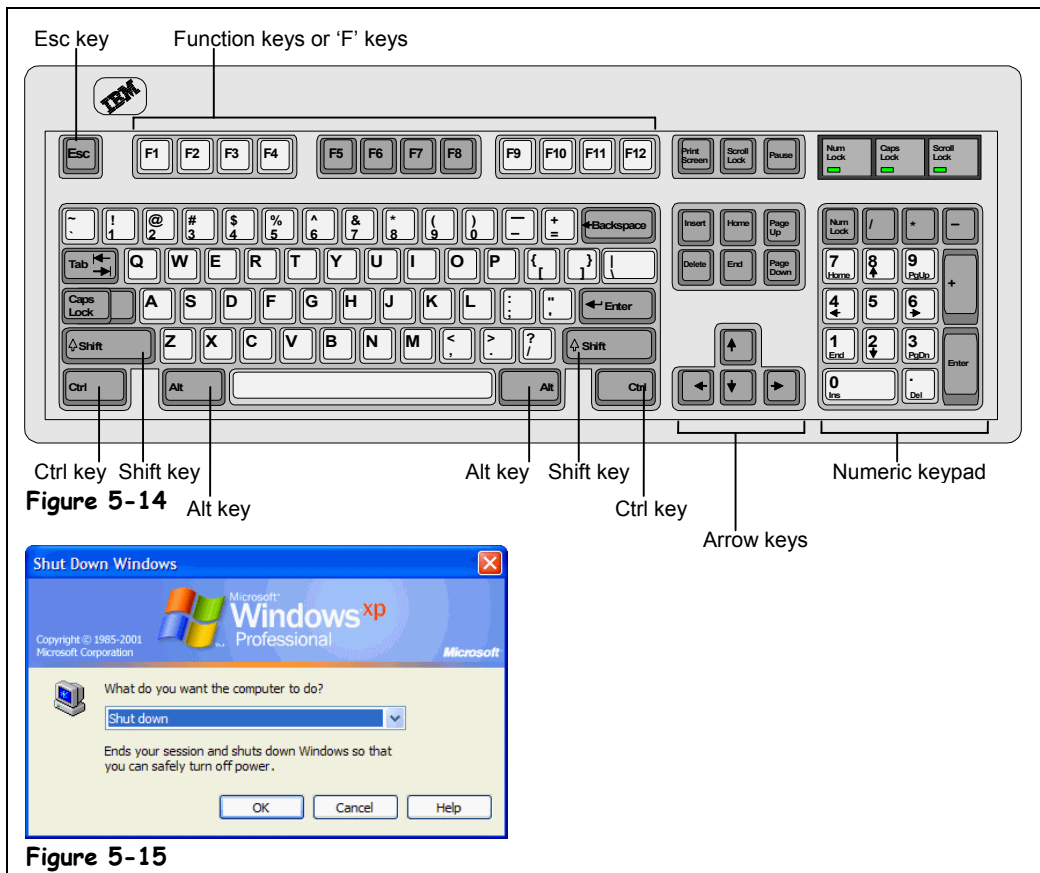 Esc key Function keys or ‘F’ keys
IBM
Esc F1 F2 F3 F4 F5 F6 F7 F8 F9 F10 F11 F12 Print Screen Scroll Lock Pause Num Lock Caps Lock Scroll Lock
~ ! @ # $ % ^ & * ( ) — +
` 1 2 3 4 5 6 7 8 9 0 – = Backspace Insert Home Page Up Num Lock / * –
Tab Q W E R T Y U I O P { [ } ] | \ Delete End Page Down 7 Home 8 9 PgUp +
Caps Lock A S D F G H J K L : ; " , Enter 4 5 6
Shift Z X C V B N M < , > . ? / Shift 1 End 2 3 PgDn Enter
Ctrl Alt Alt Ctrl 0 Ins . Del
Ctrl key Shift key Alt key Shift key Numeric keypad
Figure 5-14 Alt key Ctrl key
Arrow keys
Shut Down Windows
Microsoft
Windows xp
Professional
Copyright © 1985-2001
Microsoft Corporation Microsoft
What do you want the computer to do?
Shut down
Ends your session and shuts down Windows so that
you can safely turn off power.
OK Cancel Help
Figure 5-15